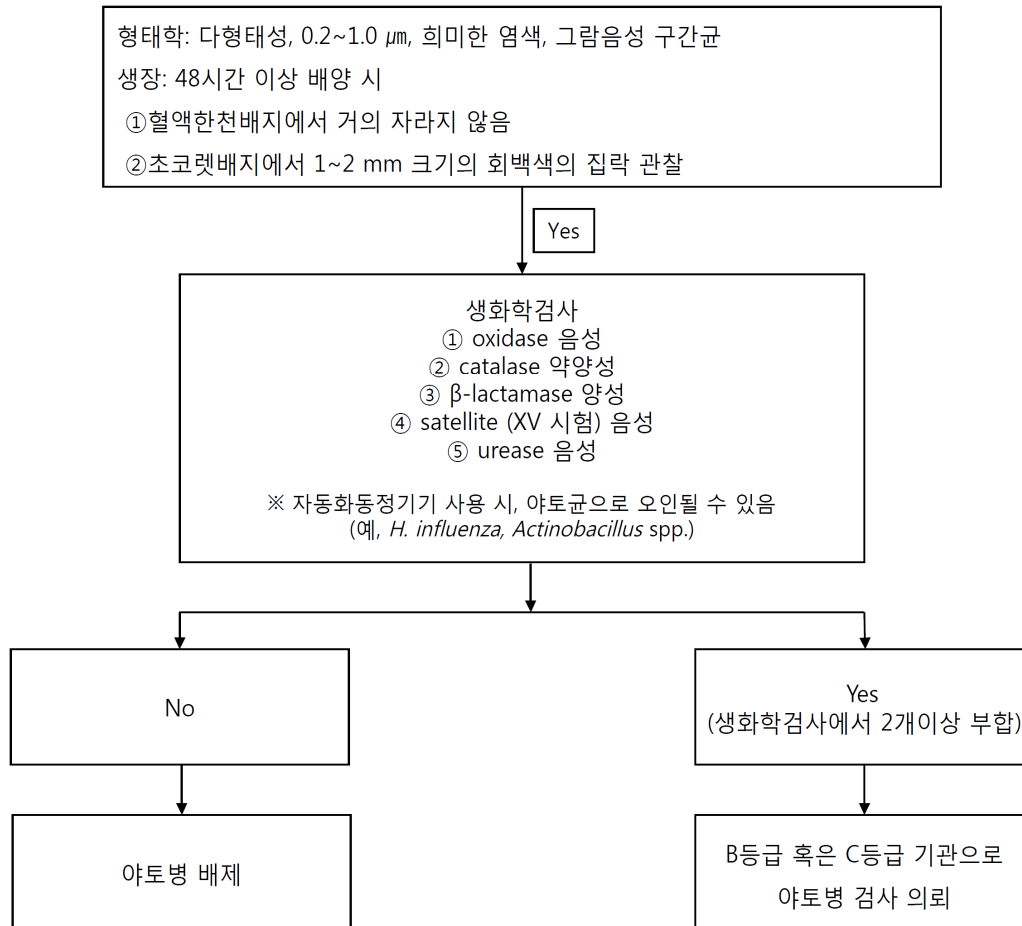 형태학: 다형태성, 0.2~1.0 ㎛, 희미한 염색, 그람음성 구간균
생장: 48시간 이상 배양 시
①혈액한천배지에서 거의 자라지 않음
②초코렛배지에서 1~2 mm 크기의 회백색의 집락 관찰
Yes
생화학검사
① oxidase 음성
② catalase 약양성
③ β-lactamase 양성
④ satellite (XV 시험) 음성
⑤ urease 음성
※ 자동화동정기기 사용 시, 야토균으로 오인될 수 있음
(예, H. influenza, Actinobacillus spp.)
No
Yes
(생화학검사에서 2개이상 부합)
야토병 배제
B등급 혹은 C등급 기관으로
야토병 검사 의뢰